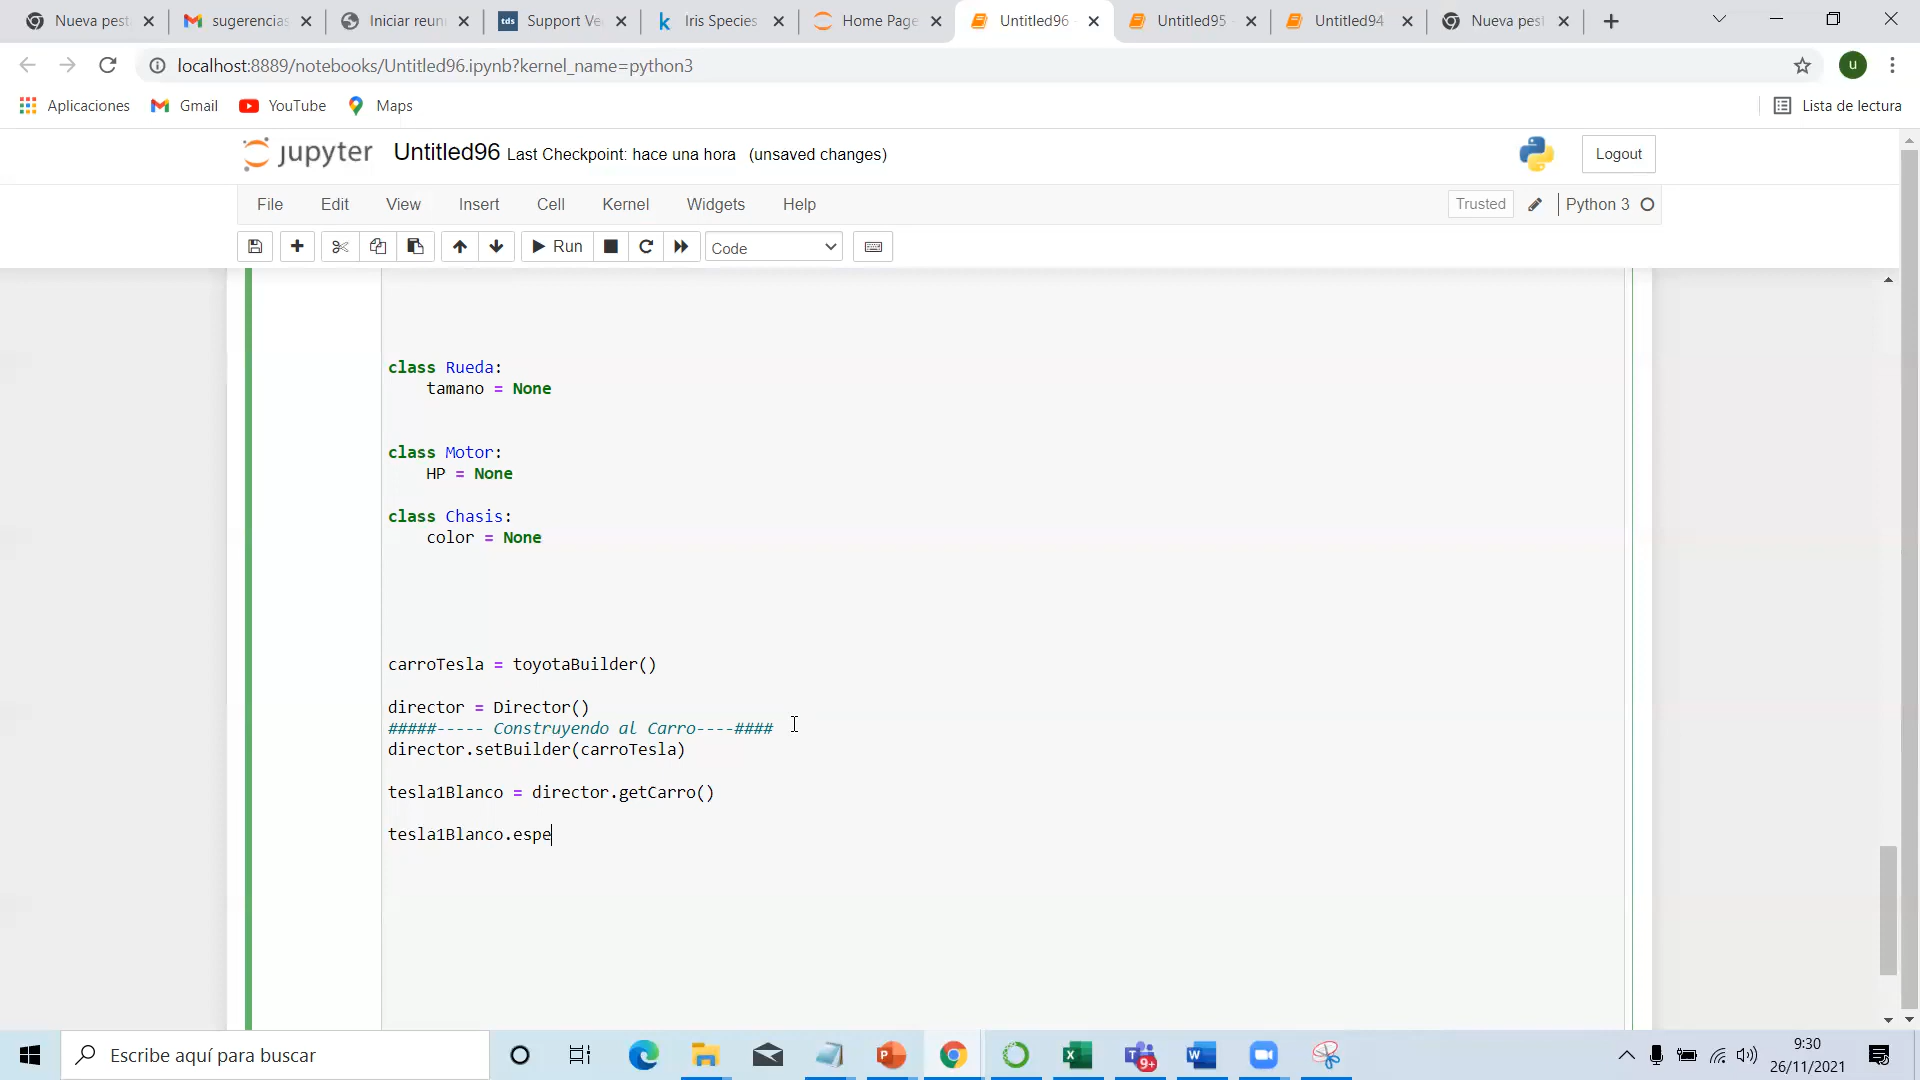 Nueva pest
sugerencias
Iniciar reun
tds Support Ve
k Iris Species
Home Page
Untitled96
Untitled95
Untitled94
Nueva pest
localhost:8889/notebooks/Untitled96.ipynb?kernel_name=python3
u
Aplicaciones Gmail YouTube Maps Lista de lectura
jupyter Untitled96 Last Checkpoint: hace una hora (unsaved changes) Logout
File Edit View Insert Cell Kernel Widgets Help Trusted Python 3
Run Code
class Rueda:
tamano = None
class Motor:
HP = None
class Chasis:
color = None
carroTesla = toyotaBuilder()
director = Director()
#####----- Construyendo al Carro----####
director.setBuilder(carroTesla)
tesla1Blanco = director.getCarro()
tesla1Blanco.espe
Escribe aquí para buscar
9+
9:30
26/11/2021